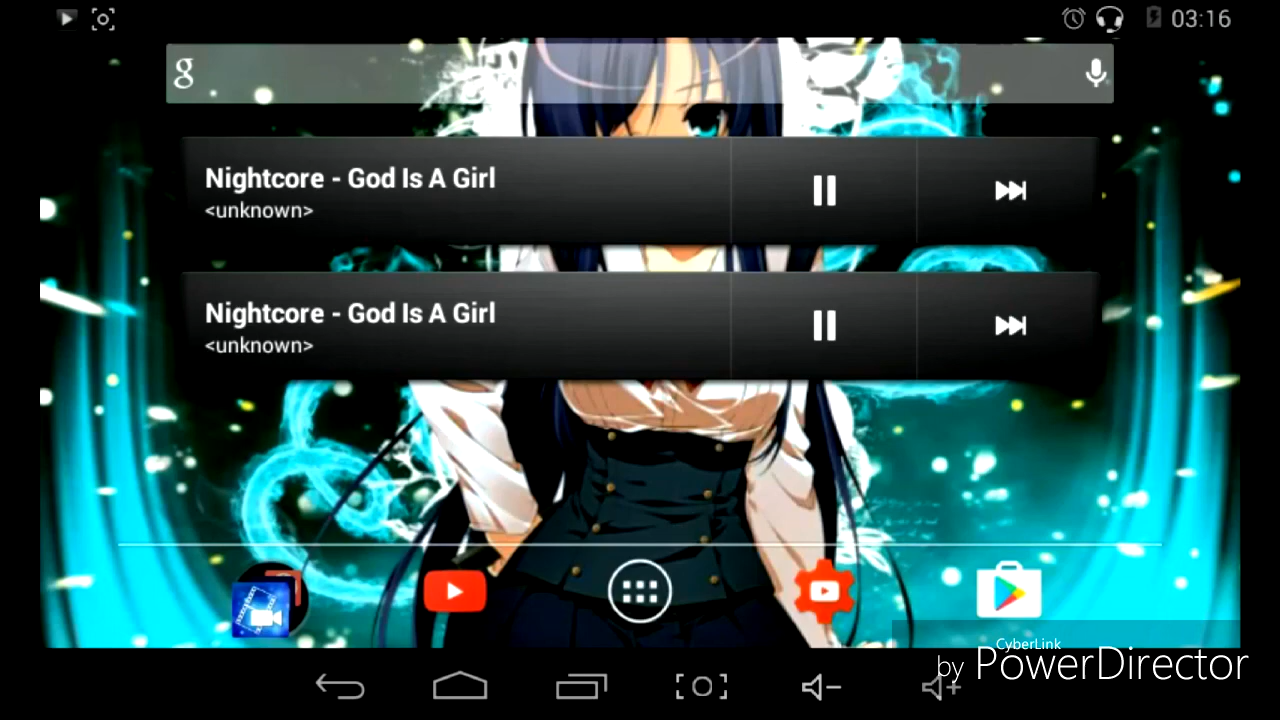 03:16
g
Nightcore - God Is A Girl
<unknown>
Nightcore - God Is A Girl
<unknown>
CyberLink
by PowerDirector